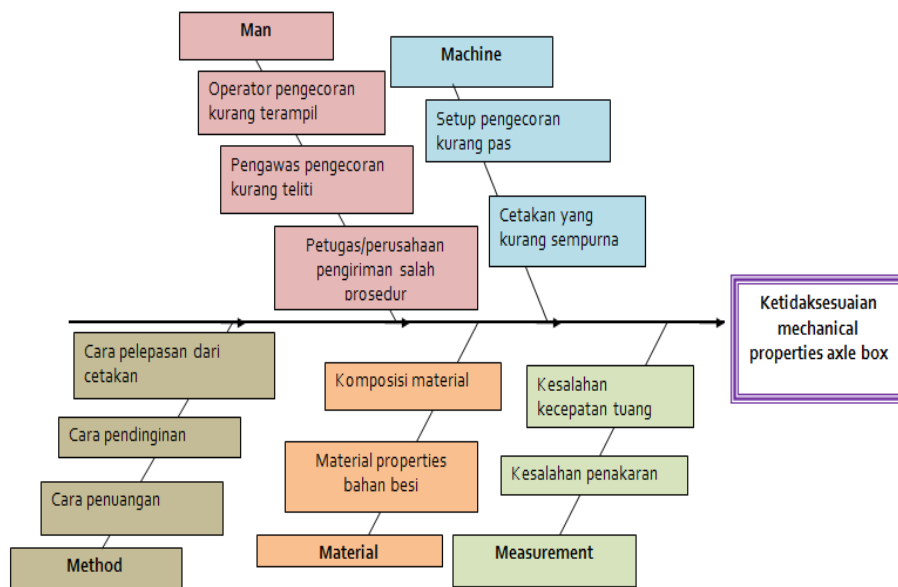 Man
Operator pengecoran
kurang terampil
Pengawas pengecoran
kurang teliti
Petugas/perusahaan
pengiriman salah
prosedur
Machine
Setup pengecoran
kurang pas
Cetakan yang
kurang sempurna
Ketidaksesuaian
mechanical
properties axle box
Cara pelepasan dari
cetakan
Cara pendinginan
Cara penuangan
Method
Komposisi material
Material properties
bahan besi
Material
Kesalahan
kecepatan tuang
Kesalahan penakaran
Measurement